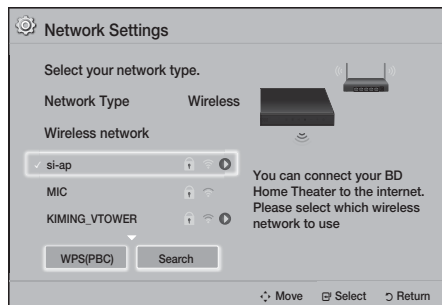 Network Settings
Select your network type.
Network Type Wireless
Wireless network
si-ap
MIC
KIMING_VTOWER
WPS(PBC) Search
You can connect your BD
Home Theater to the internet.
Please select which wireless
network to use
Move Select Return